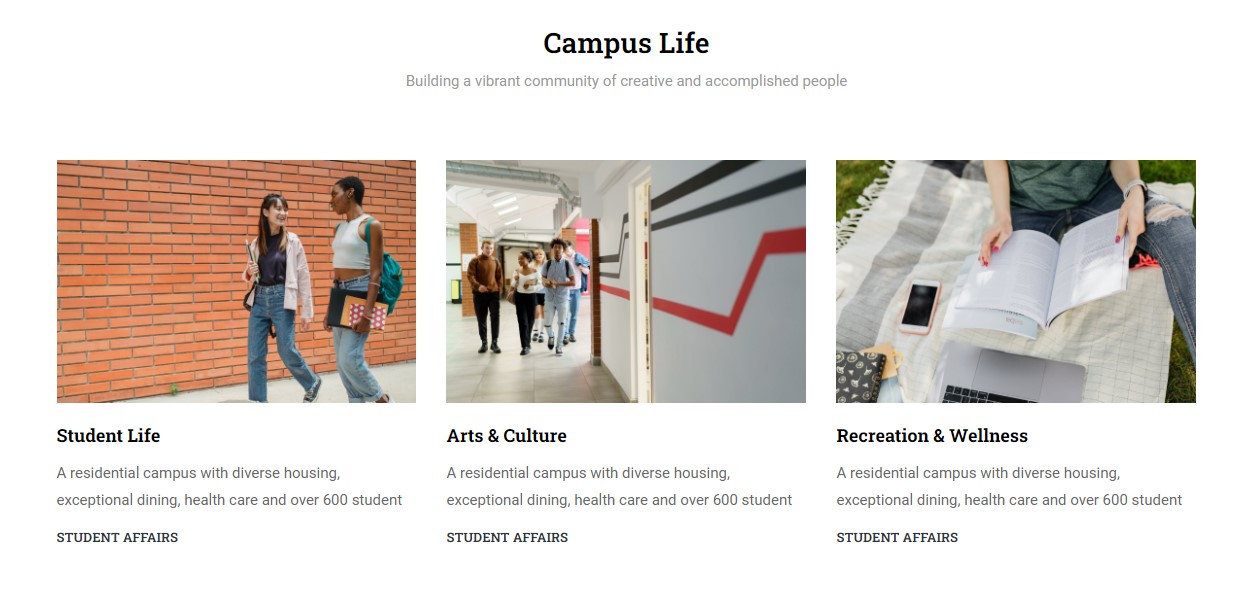 Campus Life
Building a vibrant community of creative and accomplished people
Student Life
A residential campus with diverse housing,
exceptional dining, health care and over 600 student
STUDENT AFFAIRS
Arts & Culture
A residential campus with diverse housing,
exceptional dining, health care and over 600 student
STUDENT AFFAIRS
Recreation & Wellness
A residential campus with diverse housing,
exceptional dining, health care and over 600 student
STUDENT AFFAIRS